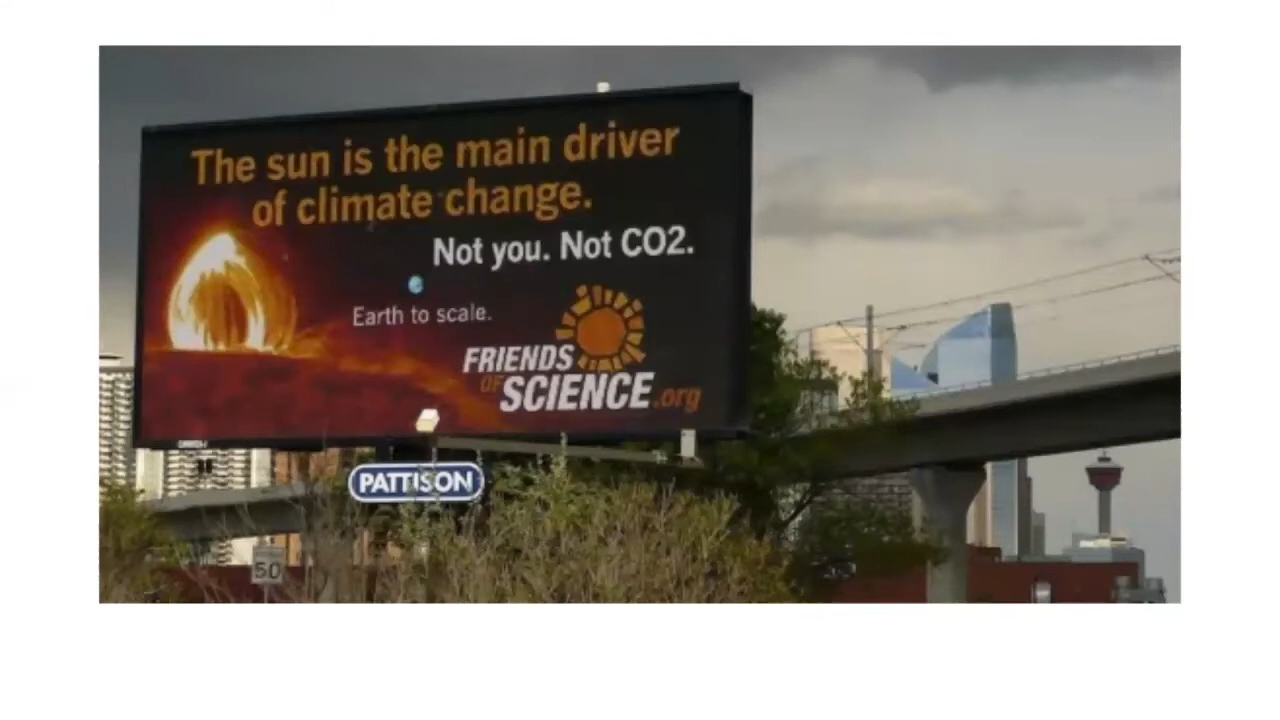 The sun is the main driver
of climate change.
Not you. Not CO2.
Earth to scale.
FRIENDS
OF SCIENCE.org
PATTISON
50